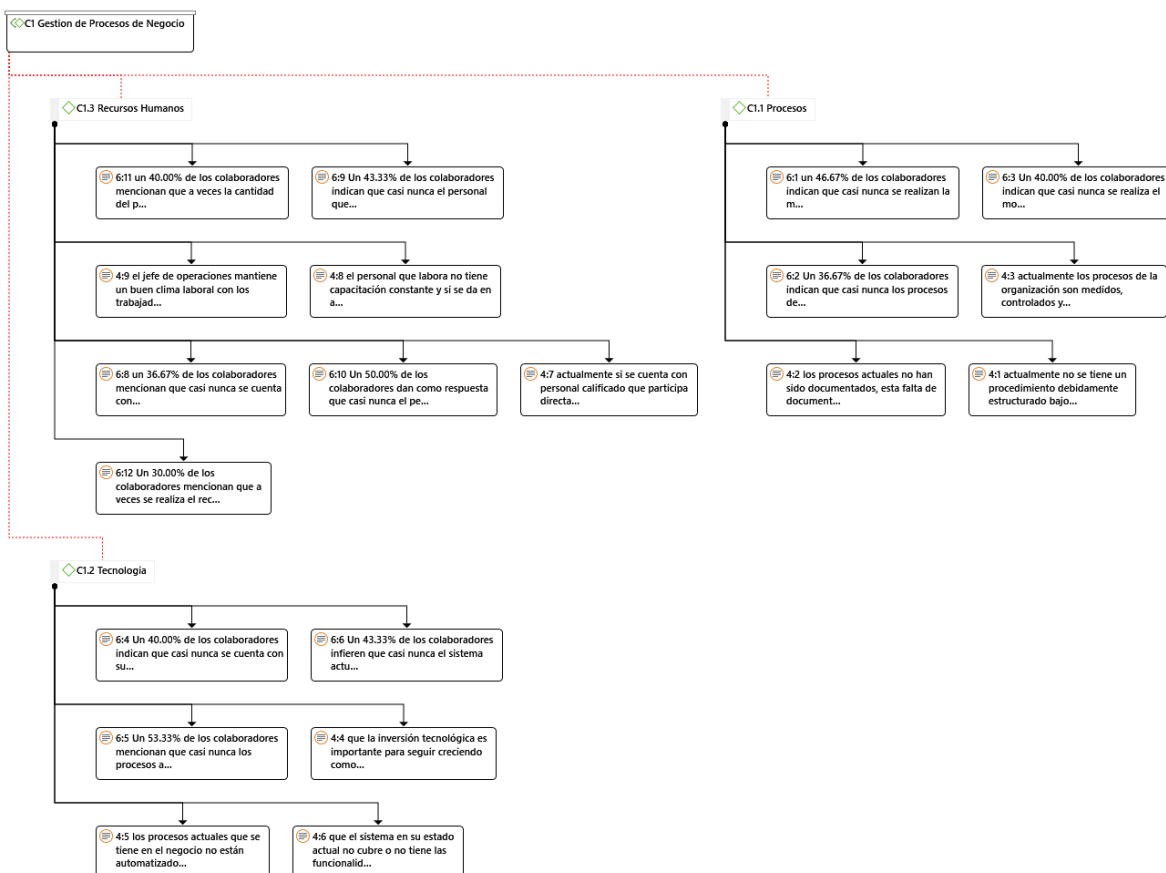 C1 Gestion de Procesos de Negocio
C1.3 Recursos Humanos
6:11 un 40.00% de los colaboradores
mencionan que a veces la cantidad
del p...
6:9 Un 43.33% de los colaboradores
indican que casi nunca el personal
que...
4:9 el jefe de operaciones mantiene
un buen clima laboral con los
trabajad...
4:8 el personal que labora no tiene
capacitación constante y si se da en
a...
6:8 un 36.67% de los colaboradores
mencionan que casi nunca se cuenta
con...
6:10 Un 50.00% de los
colaboradores dan como respuesta
que casi nunca el pe...
4:7 actualmente si se cuenta con
personal calificado que participa
directa...
6:12 Un 30.00% de los
colaboradores mencionan que a
veces se realiza el rec...
C1.1 Procesos
6:1 un 46.67% de los colaboradores
indican que casi nunca se realizan la
m...
6:3 Un 40.00% de los colaboradores
indican que casi nunca se realiza el
mo...
6:2 Un 36.67% de los colaboradores
indican que casi nunca los procesos
de...
4:3 actualmente los procesos de la
organización son medidos,
controlados y...
4:2 los procesos actuales no han
sido documentados, esta falta de
document...
4:1 actualmente no se tiene un
procedimiento debidamente
estructurado bajo...
C1.2 Tecnología
6:4 Un 40.00% de los colaboradores
indican que casi nunca se cuenta con
su...
6:6 Un 43.33% de los colaboradores
infieren que casi nunca el sistema
actu...
6:5 Un 53.33% de los colaboradores
mencionan que casi nunca los
procesos a...
4:4 que la inversión tecnológica es
importante para seguir creciendo
como...
4:5 los procesos actuales que se
tiene en el negocio no están
automatizado...
4:6 que el sistema en su estado
actual no cubre o no tiene las
funcionalid...